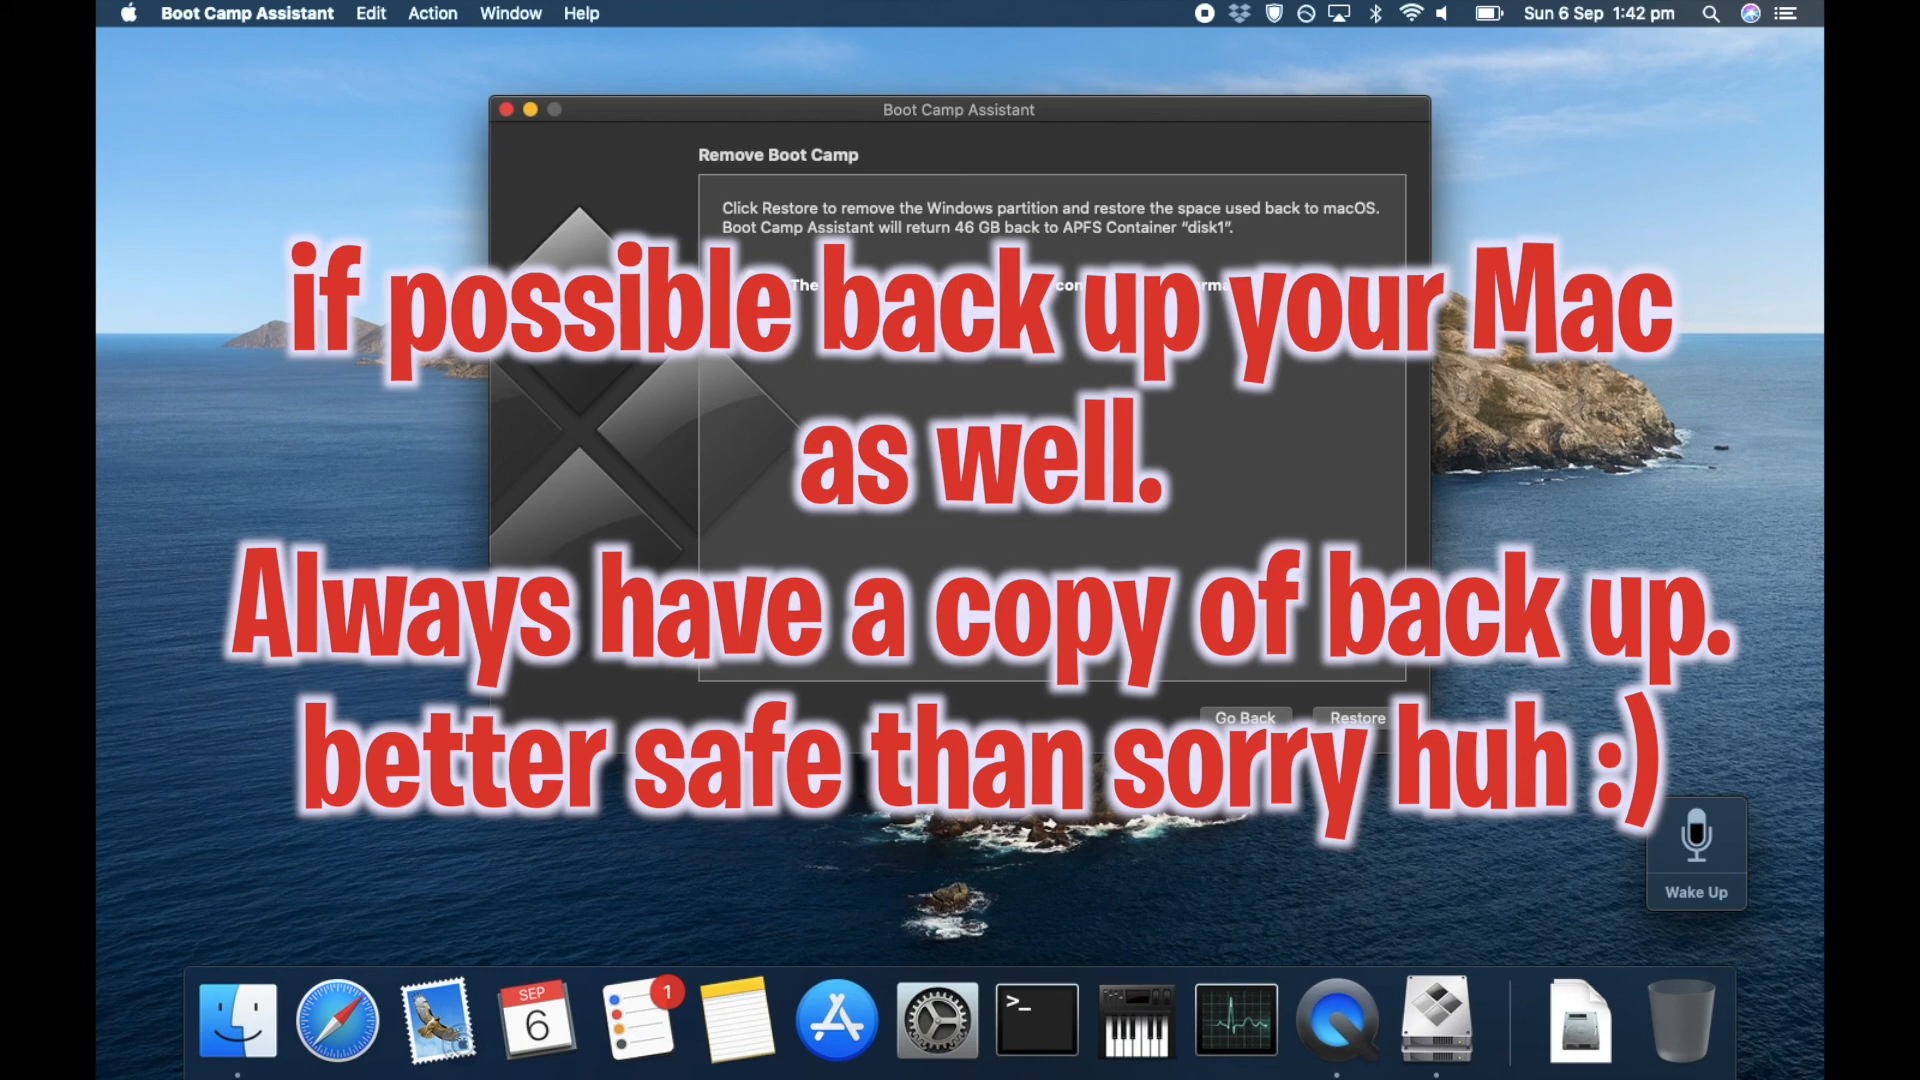 Boot Camp Assistant Edit Action Window Help Sun 6 Sep 1:42 pm
Boot Camp Assistant
Remove Boot Camp
Click Restore to remove the Windows partition and restore the space used back to macOS.
Boot Camp Assistant will return 46 GB back to APFS Container “disk1”.
The
if possible back up your Mac
as well.
Always have a copy of back up.
Go Back Restore
better safe than sorry huh :)
Wake Up
SEP
6
1
>_